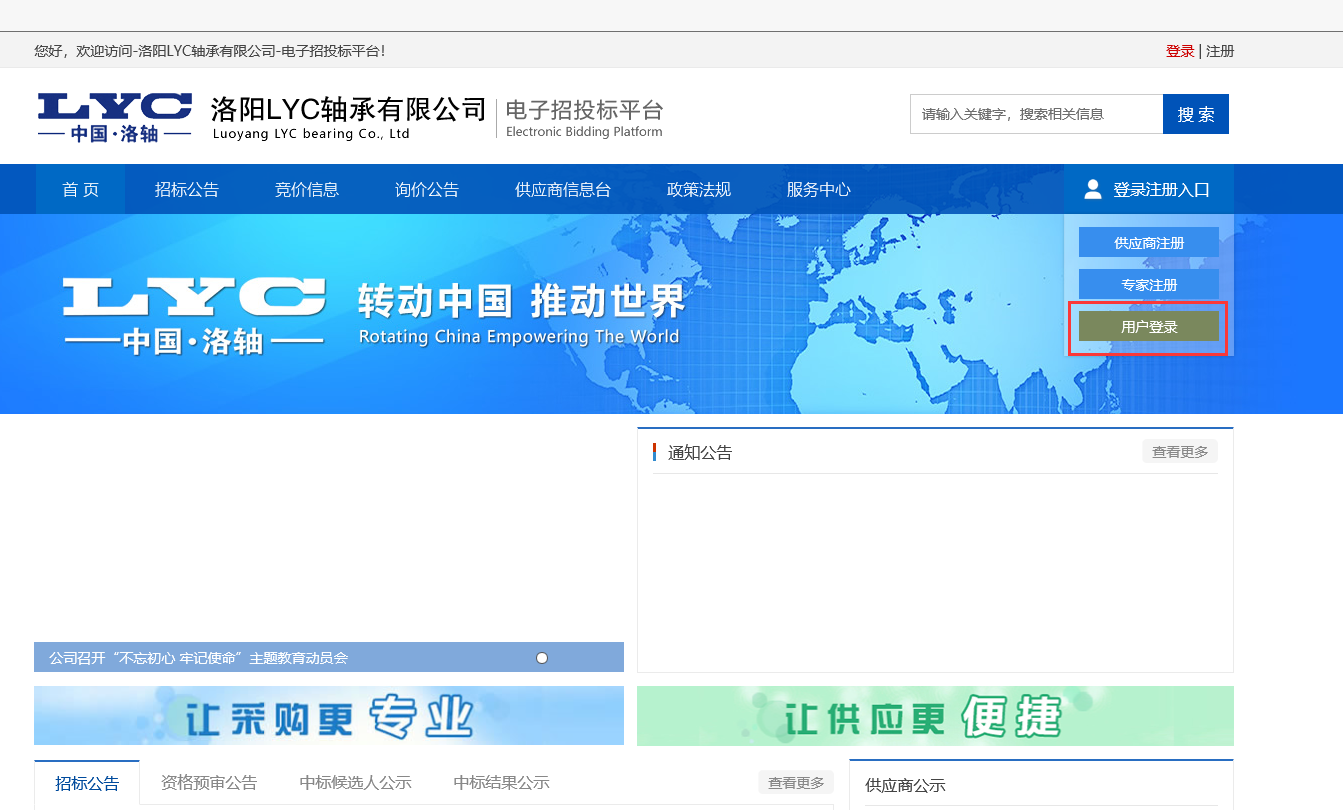 您好，欢迎访问-洛阳LYC轴承有限公司-电子招投标平台！
登录 | 注册
LYC
中国·洛轴
洛阳LYC轴承有限公司
Luoyang LYC bearing Co., Ltd
电子招投标平台
Electronic Bidding Platform
请输入关键字，搜索相关信息
搜 索
首 页 招标公告 竞价信息 询价公告 供应商信息台 政策法规 服务中心 登录注册入口
供应商注册
专家注册
用户登录
LYC
中国·洛轴
转动中国 推动世界
Rotating China Empowering The World
通知公告 查看更多
公司召开“不忘初心 牢记使命”主题教育动员会
让采购更专业
让供应更便捷
招标公告 资格预审公告 中标候选人公示 中标结果公示 查看更多
供应商公示